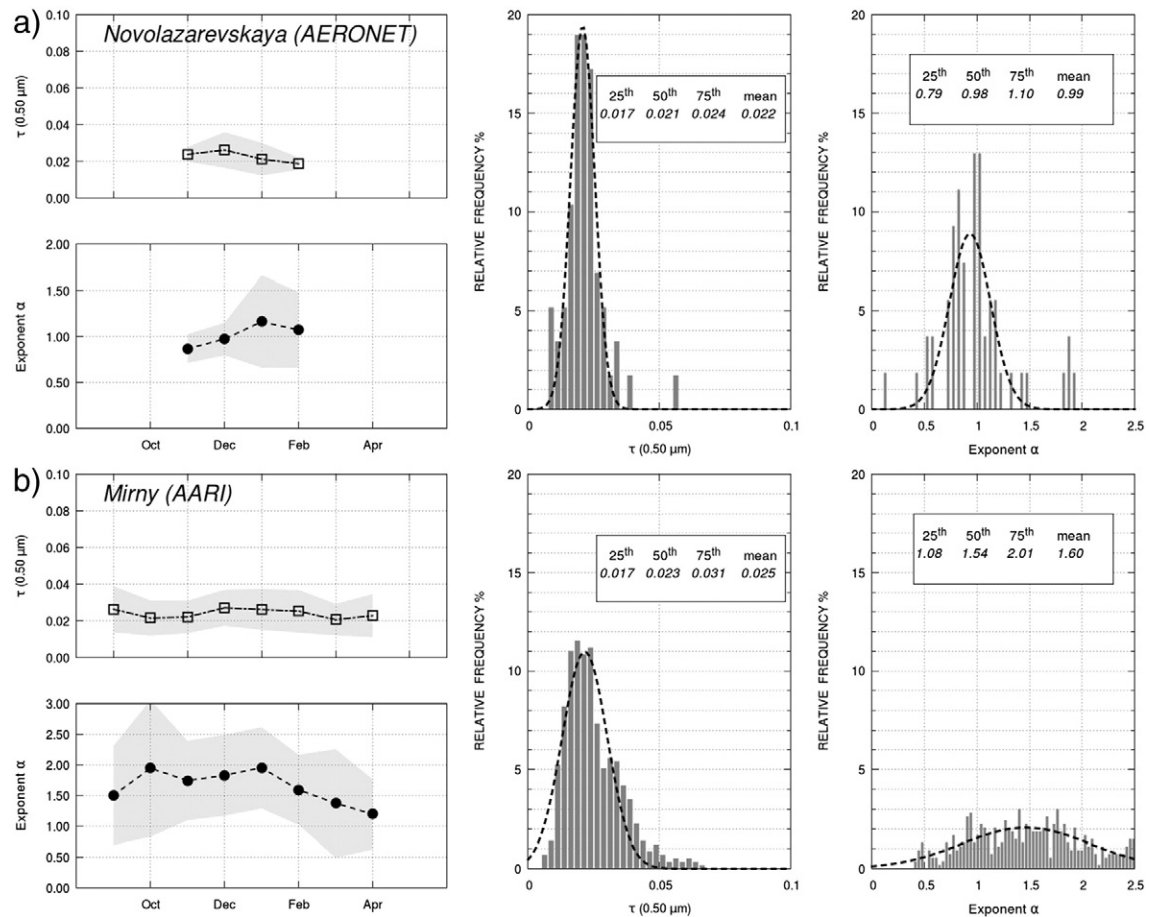 a)
Novolazarevskaya (AERONET)
τ (0.50 µm)
0.10
0.08
0.06
0.04
0.02
0.00
Exponent α
2.00
1.50
1.00
0.50
0.00
Oct Dec Feb Apr
RELATIVE FREQUENCY %
20
15
10
5
0
25th 50th 75th mean
0.017 0.021 0.024 0.022
0 0.05 0.1
τ (0.50 µm)
RELATIVE FREQUENCY %
20
15
10
5
0
25th 50th 75th mean
0.79 0.98 1.10 0.99
0 0.5 1 1.5 2 2.5
Exponent α
b)
Mirny (AARI)
τ (0.50 µm)
0.10
0.08
0.06
0.04
0.02
0.00
Exponent α
3.00
2.50
2.00
1.50
1.00
0.50
0.00
Oct Dec Feb Apr
RELATIVE FREQUENCY %
20
15
10
5
0
25th 50th 75th mean
0.017 0.023 0.031 0.025
0 0.05 0.1
τ (0.50 µm)
RELATIVE FREQUENCY %
20
15
10
5
0
25th 50th 75th mean
1.08 1.54 2.01 1.60
0 0.5 1 1.5 2 2.5
Exponent α